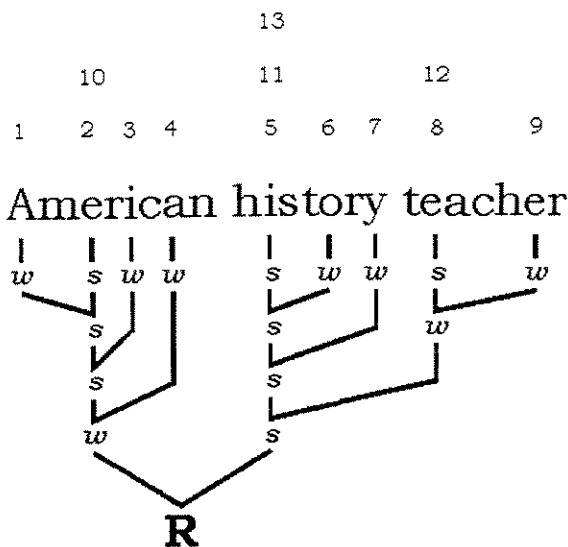 13
10 11 12
1 2 3 4 5 6 7 8 9
American history teacher
w s w w s w w s w
s s w
s s
w s
R